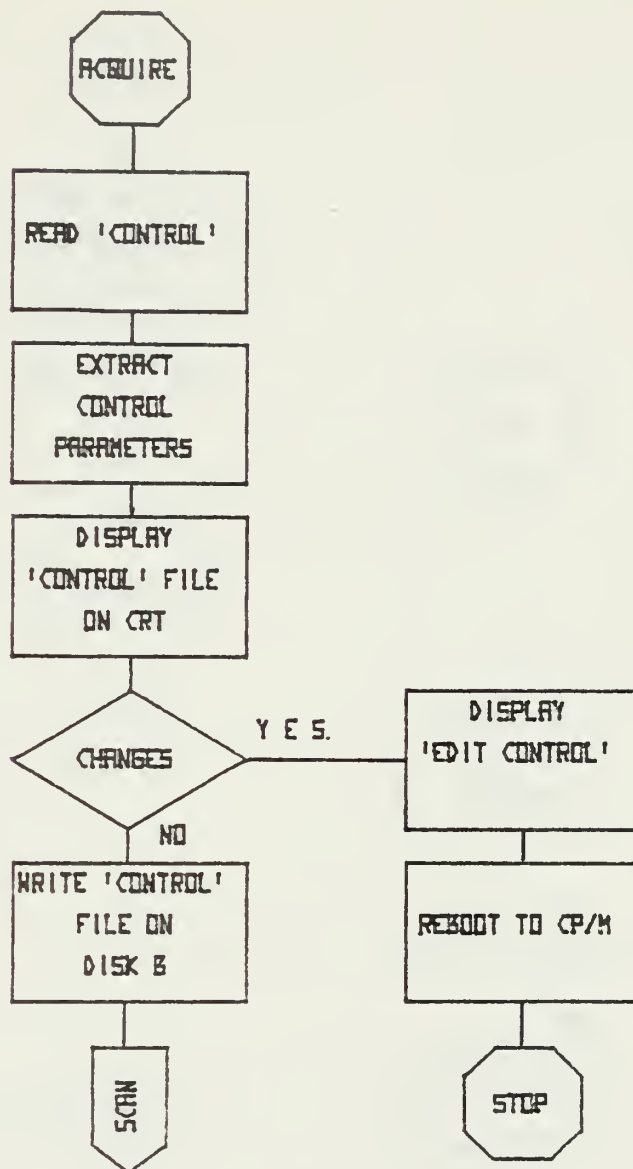 ACQUIRE
READ 'CONTROL'
EXTRACT
CONTROL
PARAMETERS
DISPLAY
'CONTROL' FILE
ON CRT
CHANGES
Y E S.
DISPLAY
'EDIT CONTROL'
NO
WRITE 'CONTROL'
FILE ON
DISK B
REBOOT TO CP/M
SCAN
STOP